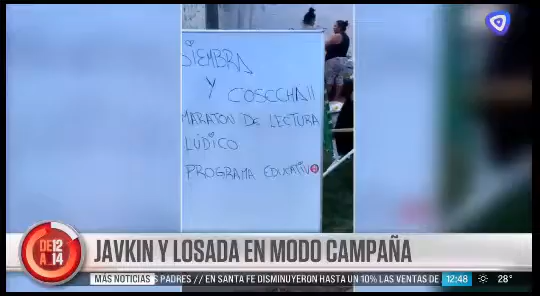 SIEMBRA
Y COSECHA!!
MARATON DE LECTURA
LÚDICO
PROGRAMA EDUCATIVO
DE 12
A 14
JAVKIN Y LOSADA EN MODO CAMPAÑA
MÁS NOTICIAS S PADRES // EN SANTA FE DISMINUYERON HASTA UN 10% LAS VENTAS DE 12:48 28°